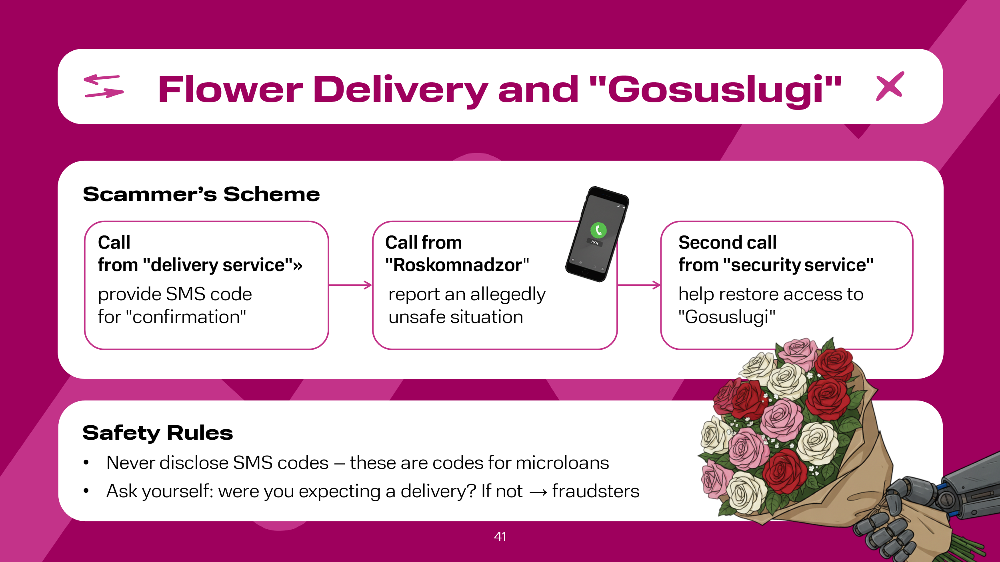 Flower Delivery and "Gosuslugi"
Scammer’s Scheme
Call
from "delivery service"»
provide SMS code
for "confirmation"
Call from
"Roskomnadzor"
report an allegedly
unsafe situation
РКН
Second call
from "security service"
help restore access to
"Gosuslugi"
Safety Rules
• Never disclose SMS codes – these are codes for microloans
• Ask yourself: were you expecting a delivery? If not → fraudsters
41